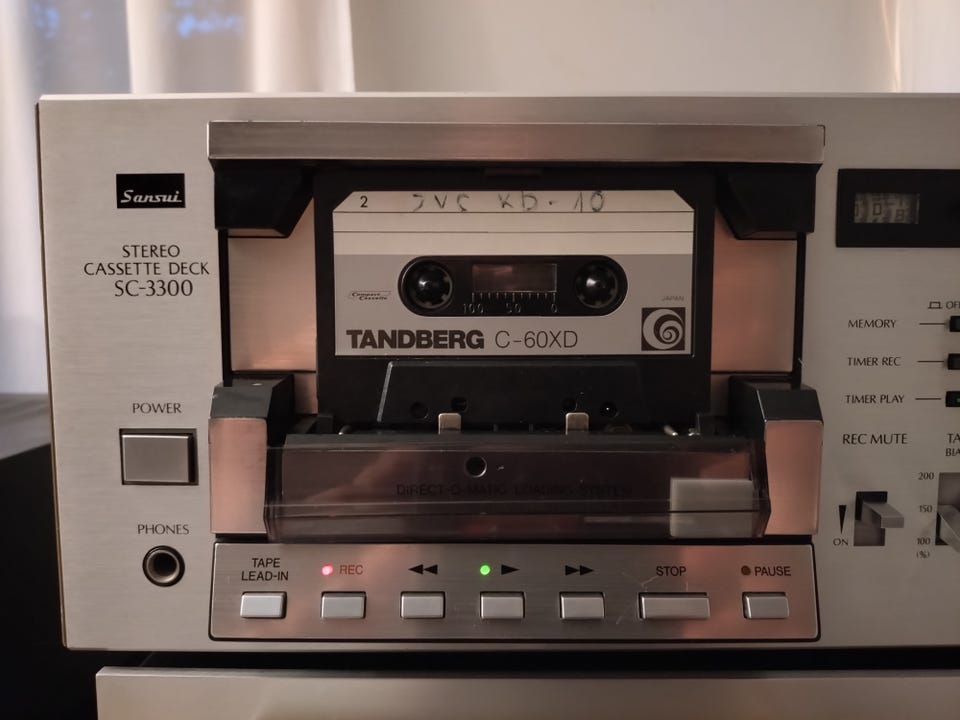 Sansui
STEREO
CASSETTE DECK
SC-3300
POWER
PHONES
2 JVC KD-10
Compact
Cassette
100 50 0
JAPAN
TANDBERG C-60XD
DIRECT-O-MATIC LOADING SYSTEM
TAPE
LEAD-IN
REC
STOP
PAUSE
MEMORY
TIMER REC
TIMER PLAY
REC MUTE
ON
200
150
100
(%)